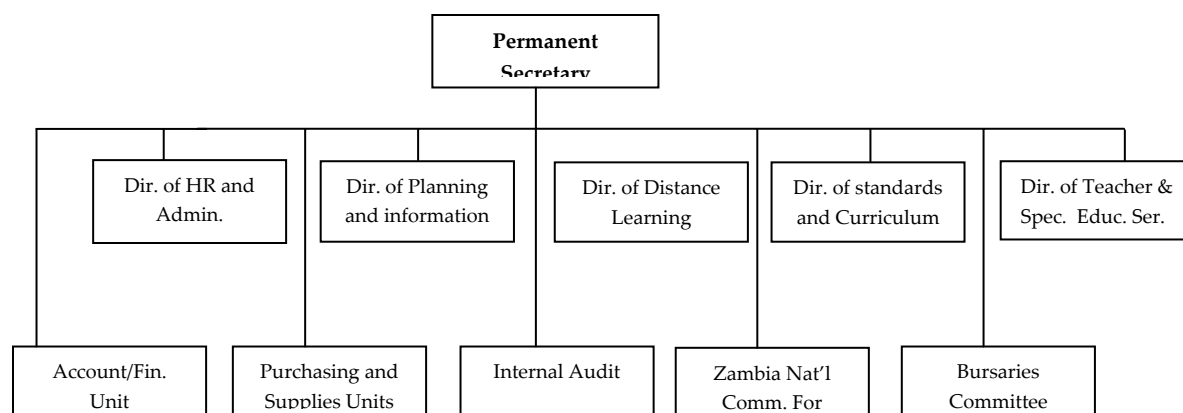 Permanent
Secretary
Dir. of HR and
Admin.
Dir. of Planning
and information
Dir. of Distance
Learning
Dir. of standards
and Curriculum
Dir. of Teacher &
Spec. Educ. Ser.
Account/Fin.
Unit
Purchasing and
Supplies Units
Internal Audit
Zambia Nat'l
Comm. For
Bursaries
Committee